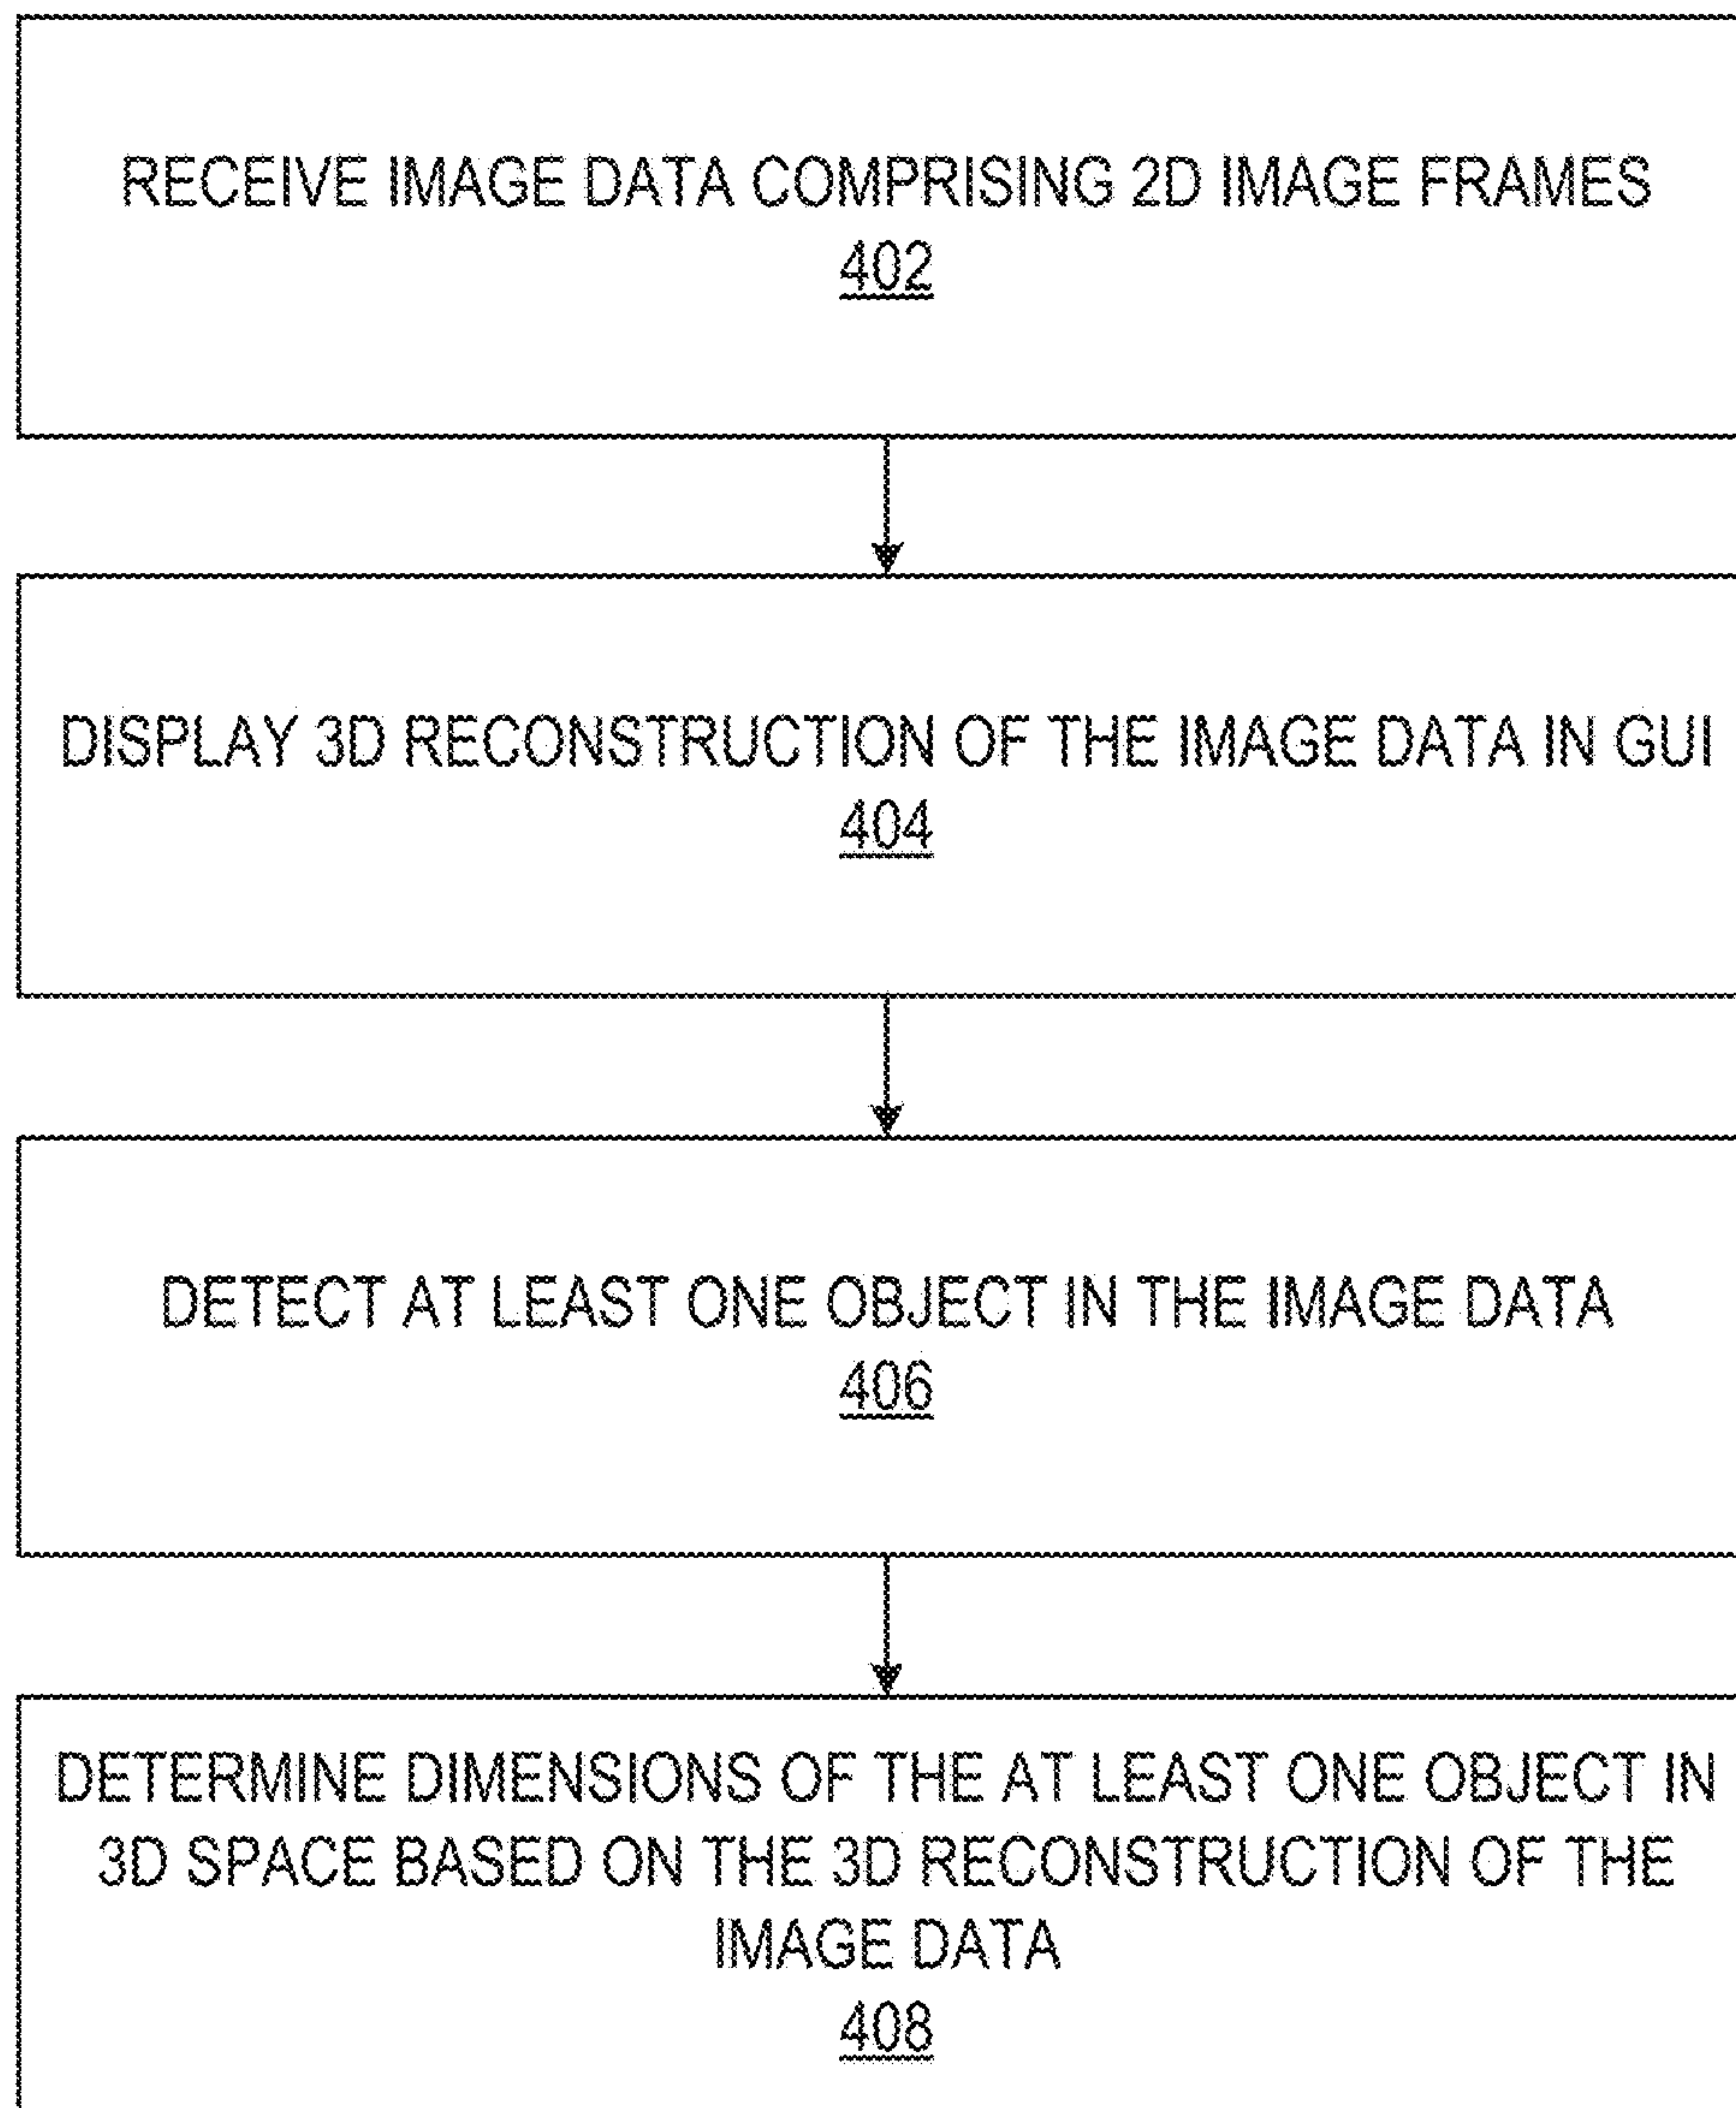 RECEIVE IMAGE DATA COMPRISING 2D IMAGE FRAMES
402
DISPLAY 3D RECONSTRUCTION OF THE IMAGE DATA IN GUI
404
DETECT AT LEAST ONE OBJECT IN THE IMAGE DATA
406
DETERMINE DIMENSIONS OF THE AT LEAST ONE OBJECT IN
3D SPACE BASED ON THE 3D RECONSTRUCTION OF THE
IMAGE DATA
408